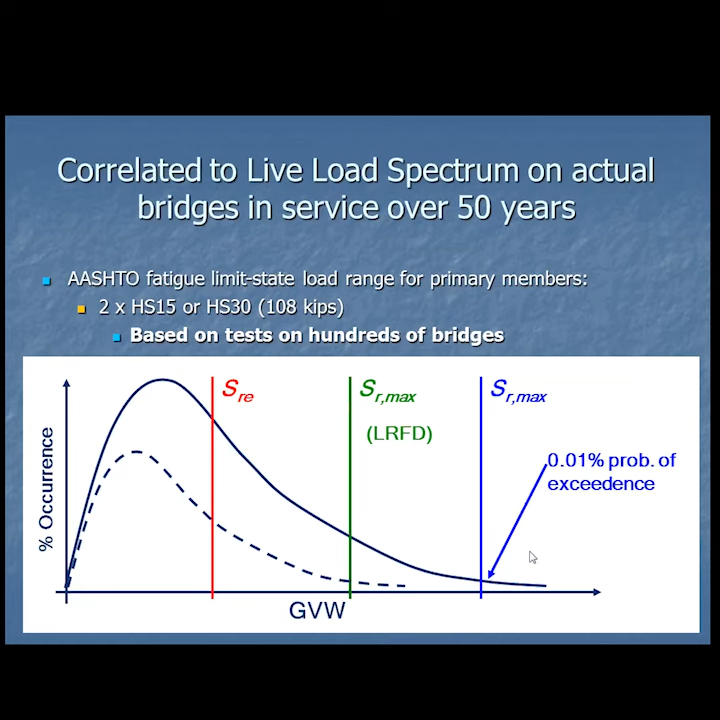 Correlated to Live Load Spectrum on actual
bridges in service over 50 years
AASHTO fatigue limit-state load range for primary members:
2 x HS15 or HS30 (108 kips)
Based on tests on hundreds of bridges
Sre
Sr,max
Sr,max
(LRFD)
0.01% prob. of
exceedence
% Occurrence
GVW